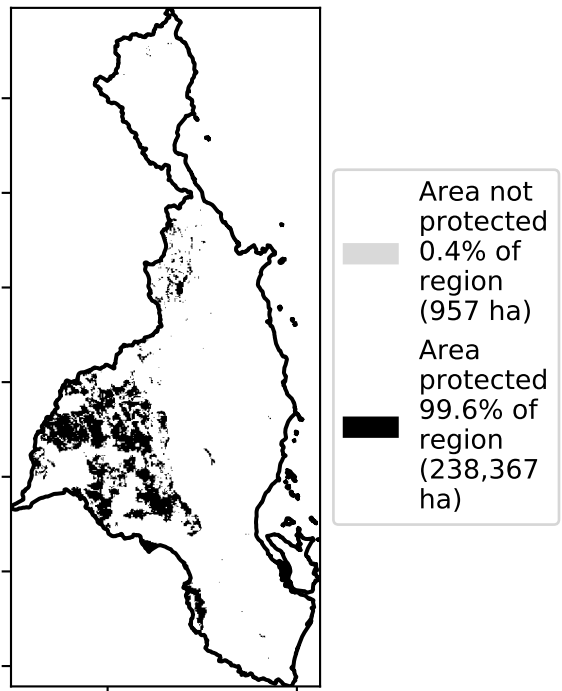 Area not
protected
0.4% of
region
(957 ha)
Area
protected
99.6% of
region
(238,367
ha)